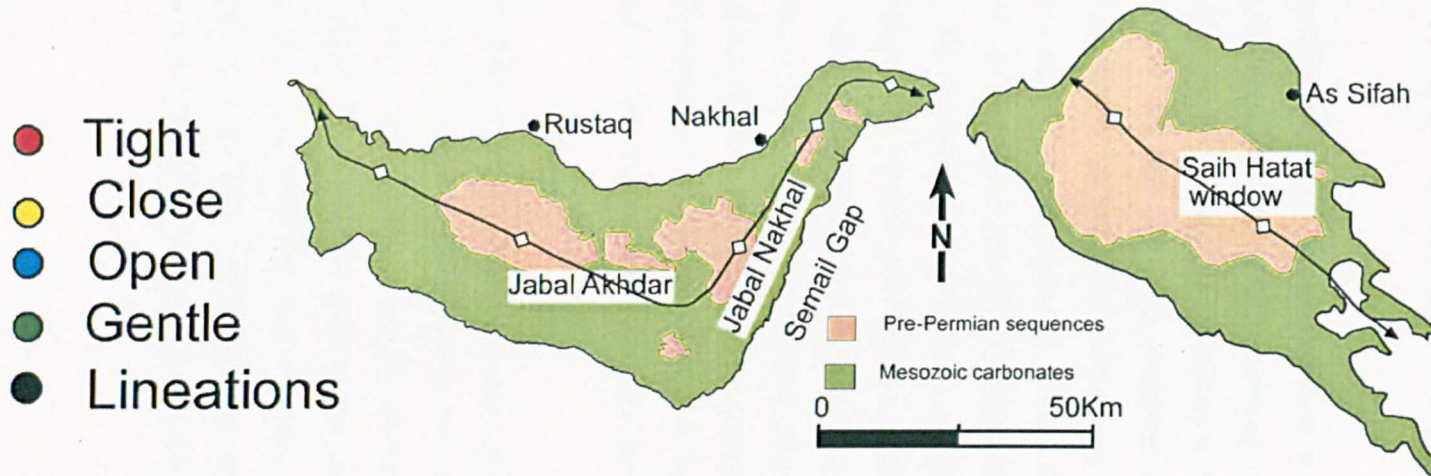 Tight
Close
Open
Gentle
Lineations
Rustaq
Nakhal
As Sifah
Saih Hatat
window
Jabal Akhdar
Jabal Nakhal
Semail Gap
N
Pre-Permian sequences
Mesozoic carbonates
0 50Km